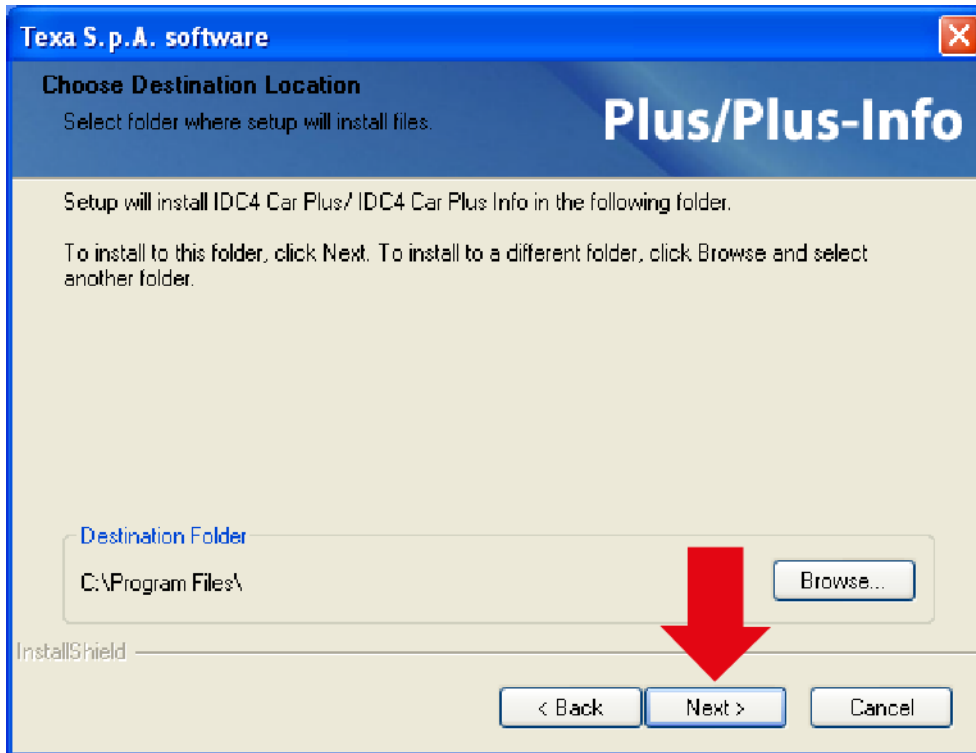 Texa S.p.A. software
Choose Destination Location
Select folder where setup will install files.
Plus/Plus-Info
Setup will install IDC4 Car Plus/ IDC4 Car Plus Info in the following folder.
To install to this folder, click Next. To install to a different folder, click Browse and select
another folder.
Destination Folder
C:\Program Files\
Browse...
InstallShield
< Back
Next >
Cancel